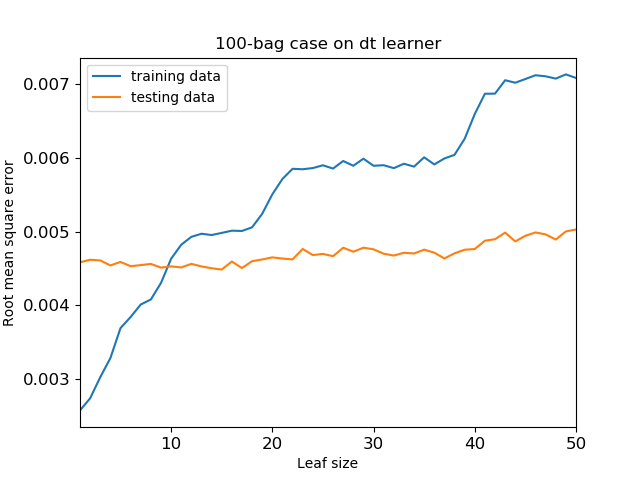 100-bag case on dt learner
training data
testing data
Root mean square error
0.007
0.006
0.005
0.004
0.003
10 20 30 40 50
Leaf size